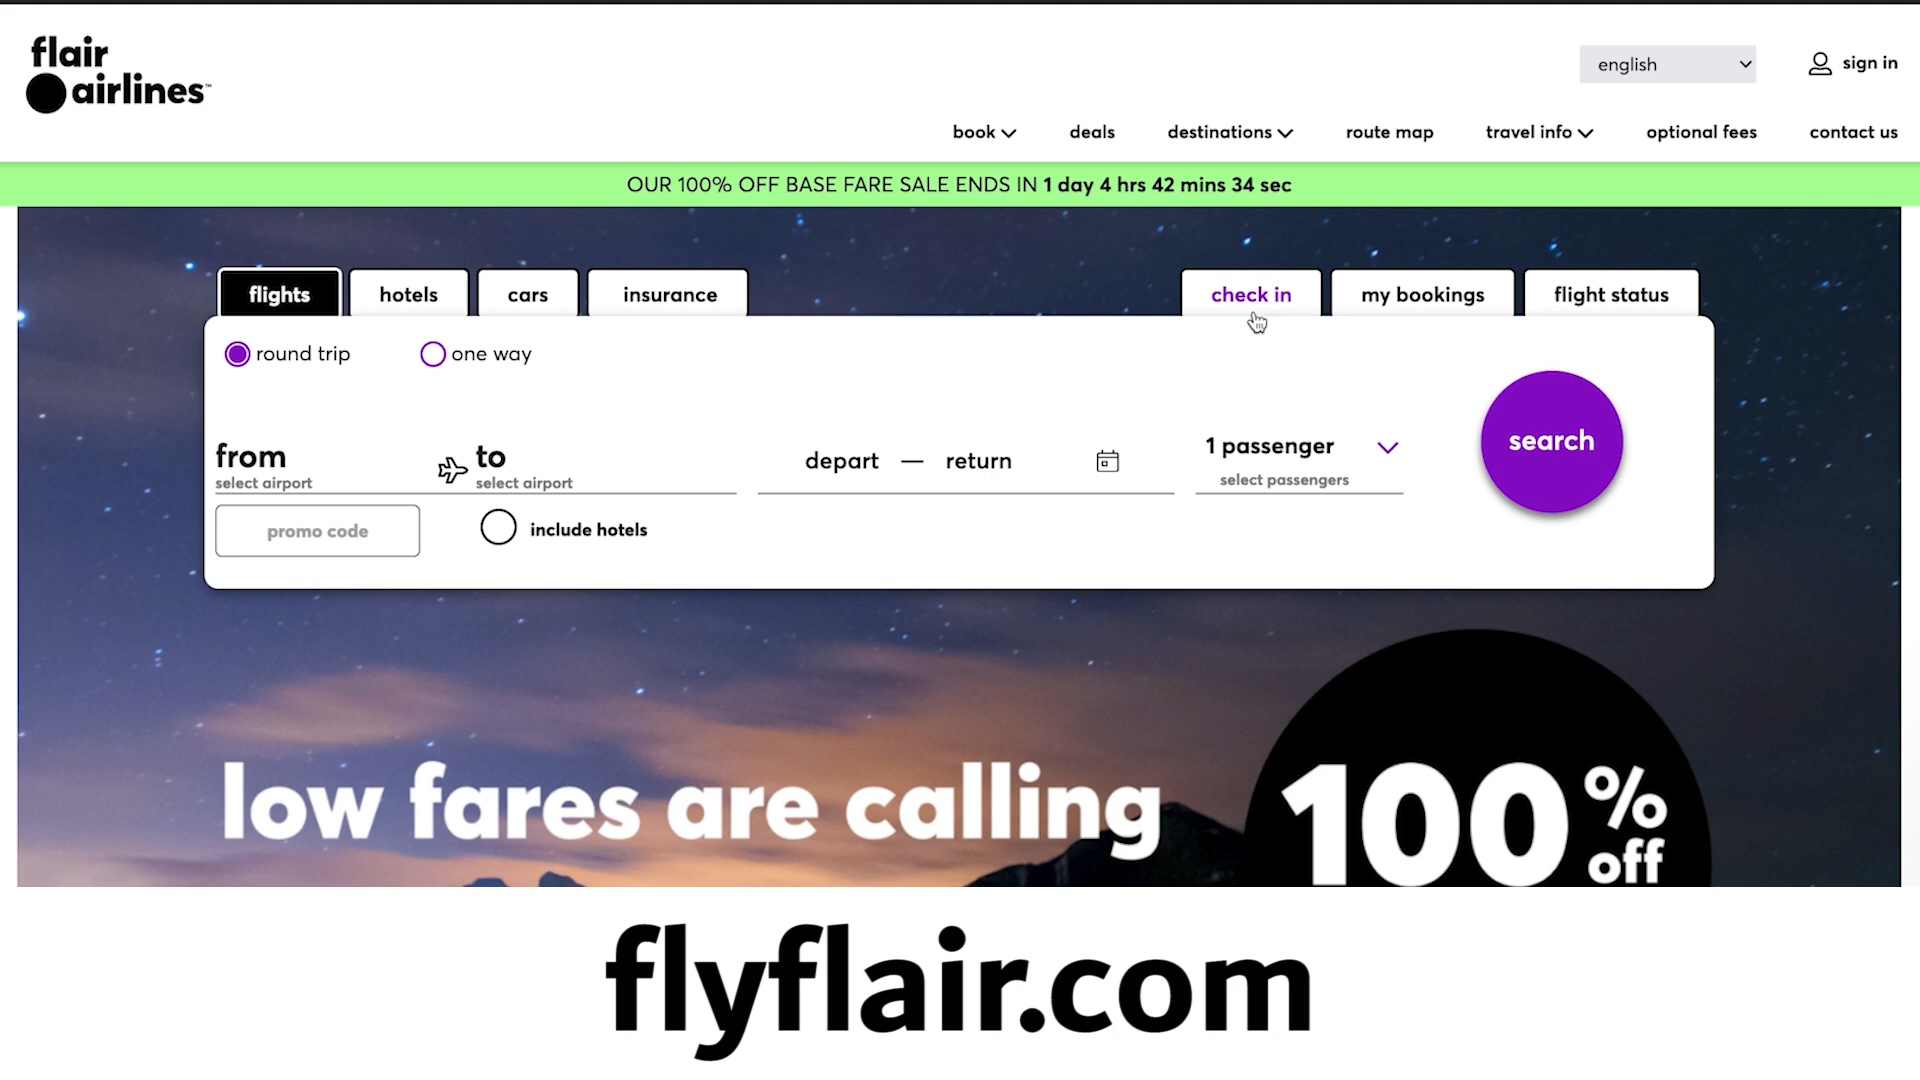 flair
airlines™
english
sign in
book
deals
destinations
route map
travel info
optional fees
contact us
OUR 100% OFF BASE FARE SALE ENDS IN 1 day 4 hrs 42 mins 34 sec
flights
hotels
cars
insurance
check in
my bookings
flight status
round trip
one way
from
select airport
to
select airport
depart — return
1 passenger
select passengers
search
promo code
include hotels
low fares are calling
100%
off
flyflair.com